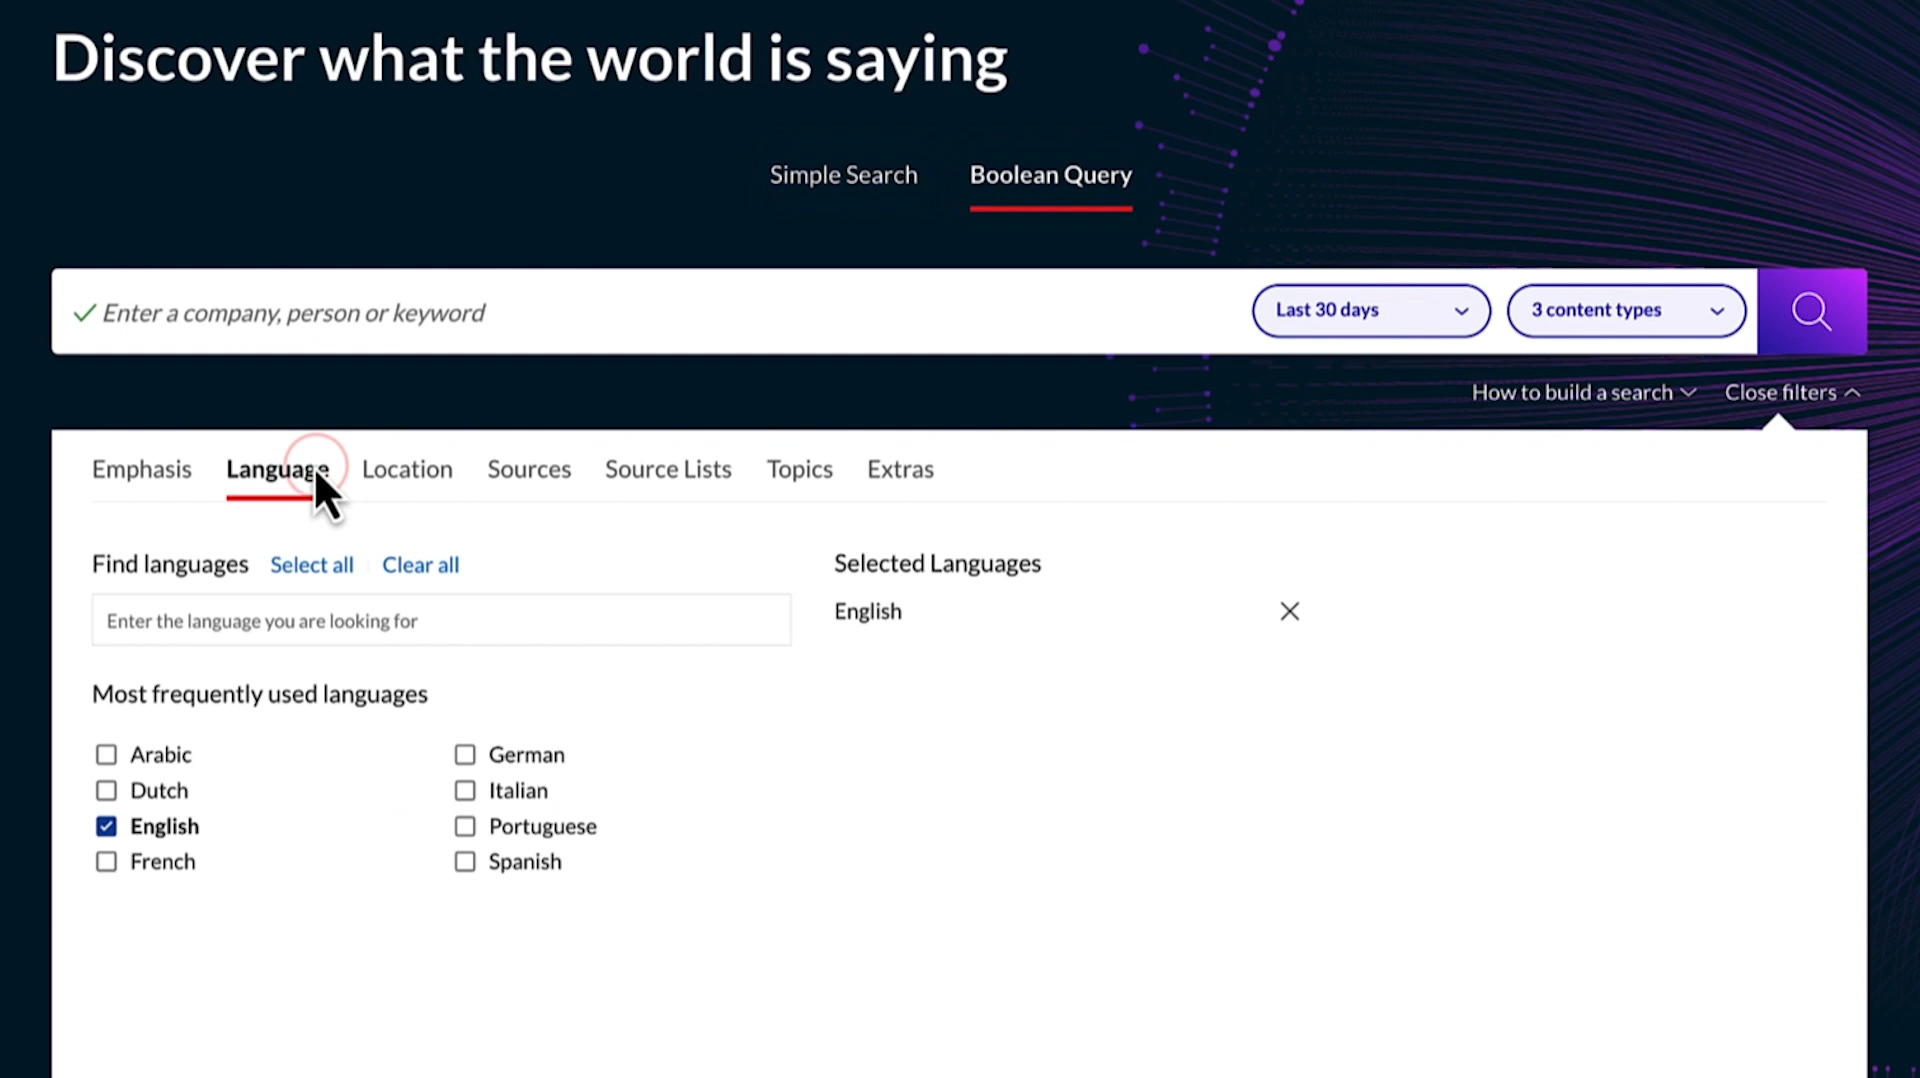 Discover what the world is saying
Simple Search Boolean Query
Enter a company, person or keyword Last 30 days 3 content types
How to build a search Close filters
Emphasis Language Location Sources Source Lists Topics Extras
Find languages Select all Clear all Selected Languages
Enter the language you are looking for English
Most frequently used languages
Arabic German
Dutch Italian
English Portuguese
French Spanish